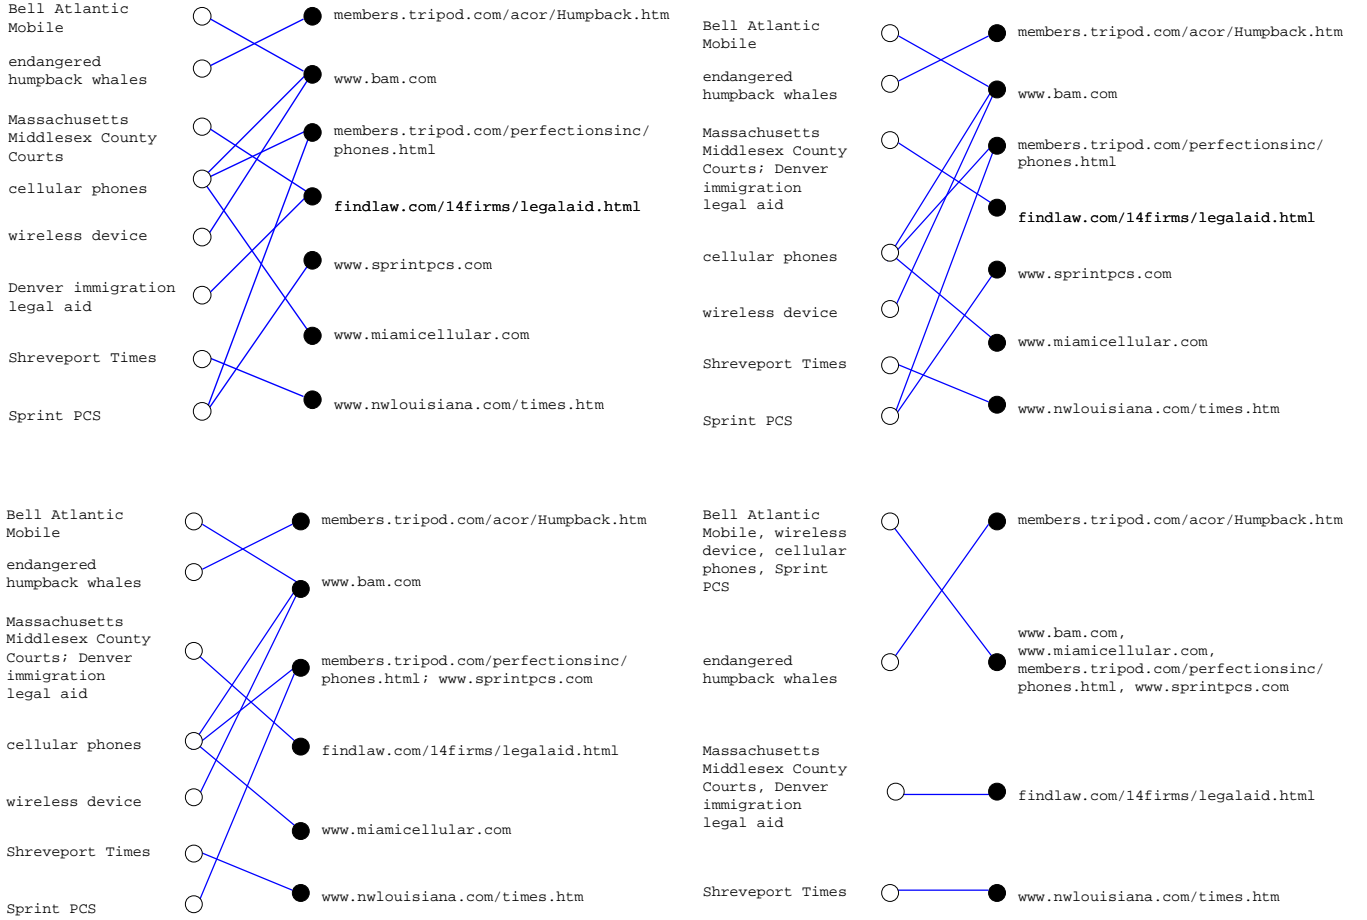 Bell Atlantic
Mobile
endangered
humpback whales
Massachusetts
Middlesex County
Courts
cellular phones
wireless device
Denver immigration
legal aid
Shreveport Times
Sprint PCS
members.tripod.com/acor/Humpback.htm
www.bam.com
members.tripod.com/perfectionsinc/
phones.html
findlaw.com/14firms/legalaid.html
www.sprintpcs.com
www.miamicellular.com
www.nwlouisiana.com/times.htm
Bell Atlantic
Mobile
endangered
humpback whales
Massachusetts
Middlesex County
Courts; Denver
immigration
legal aid
cellular phones
wireless device
Shreveport Times
Sprint PCS
members.tripod.com/acor/Humpback.htm
www.bam.com
members.tripod.com/perfectionsinc/
phones.html
findlaw.com/14firms/legalaid.html
www.sprintpcs.com
www.miamicellular.com
www.nwlouisiana.com/times.htm
Bell Atlantic
Mobile
endangered
humpback whales
Massachusetts
Middlesex County
Courts; Denver
immigration
legal aid
cellular phones
wireless device
Shreveport Times
Sprint PCS
members.tripod.com/acor/Humpback.htm
www.bam.com
members.tripod.com/perfectionsinc/
phones.html; www.sprintpcs.com
findlaw.com/14firms/legalaid.html
www.miamicellular.com
www.nwlouisiana.com/times.htm
Bell Atlantic
Mobile, wireless
device, cellular
phones, Sprint
PCS
endangered
humpback whales
Massachusetts
Middlesex County
Courts, Denver
immigration
legal aid
Shreveport Times
members.tripod.com/acor/Humpback.htm
www.bam.com,
www.miamicellular.com,
members.tripod.com/perfectionsinc/
phones.html, www.sprintpcs.com
findlaw.com/14firms/legalaid.html
www.nwlouisiana.com/times.htm